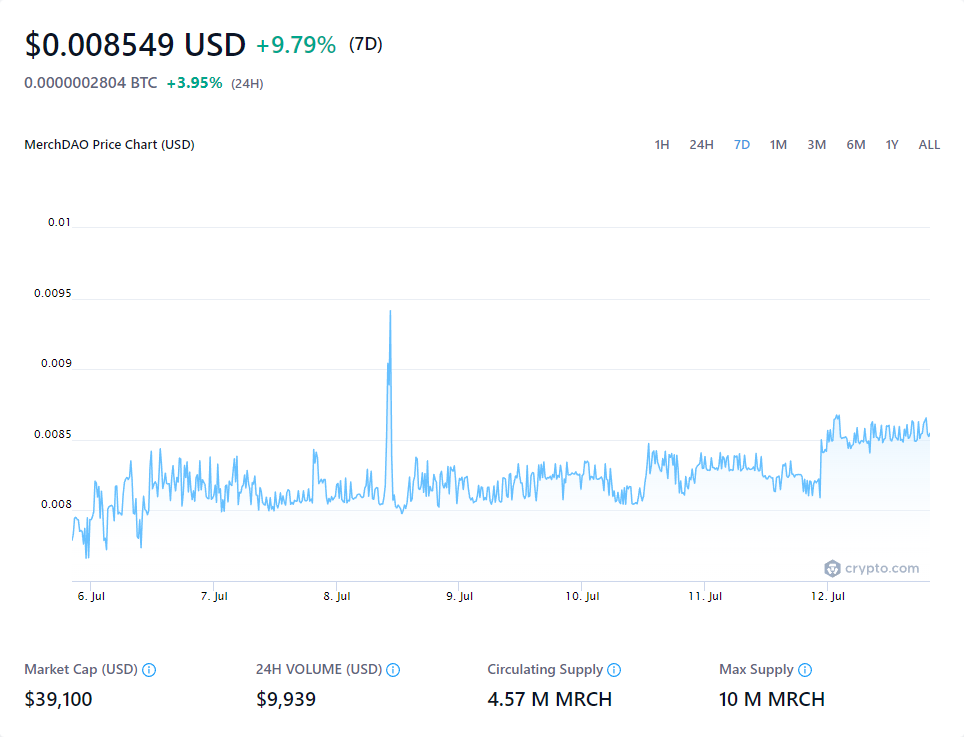 $0.008549 USD +9.79% (7D)
0.0000002804 BTC +3.95% (24H)
MerchDAO Price Chart (USD) 1H 24H 7D 1M 3M 6M 1Y ALL
0.01
0.0095
0.009
0.0085
0.008
crypto.com
6. Jul 7. Jul 8. Jul 9. Jul 10. Jul 11. Jul 12. Jul
Market Cap (USD) 24H VOLUME (USD) Circulating Supply Max Supply
$39,100 $9,939 4.57 M MRCH 10 M MRCH